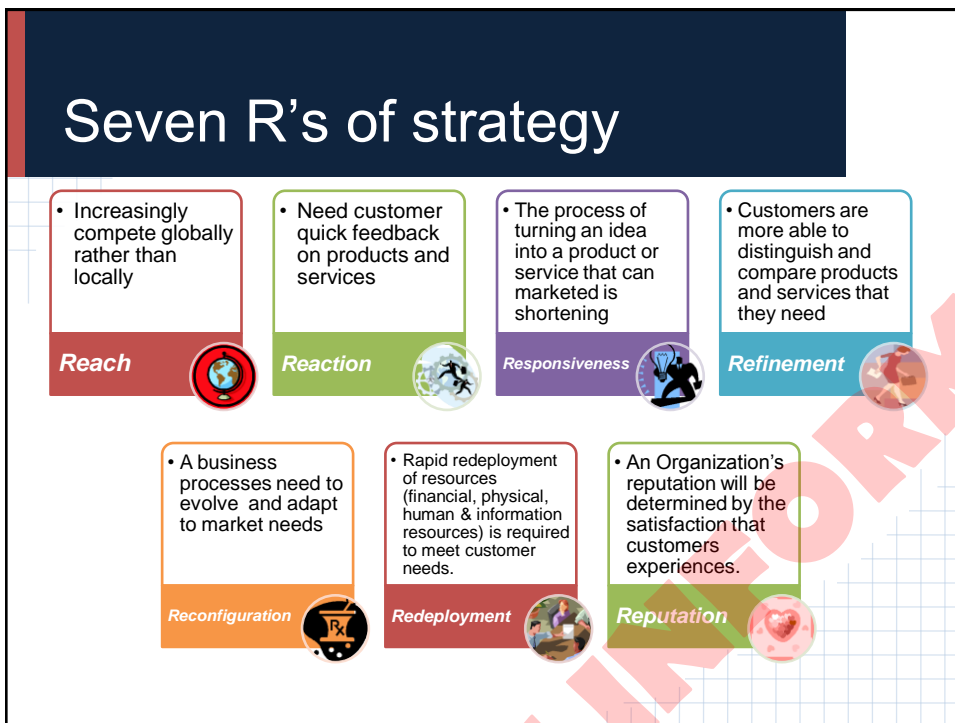 Seven R's of strategy
• Increasingly
compete globally
rather than
locally
Reach
• Need customer
quick feedback
on products and
services
Reaction
• The process of
turning an idea
into a product or
service that can
marketed is
shortening
Responsiveness
• Customers are
more able to
distinguish and
compare products
and services that
they need
Refinement
• A business
processes need to
evolve and adapt
to market needs
Reconfiguration
Rx
• Rapid redeployment
of resources
(financial, physical,
human & information
resources) is required
to meet customer
needs.
Redeployment
• An Organization's
reputation will be
determined by the
satisfaction that
customers
experiences.
Reputation
INFORM